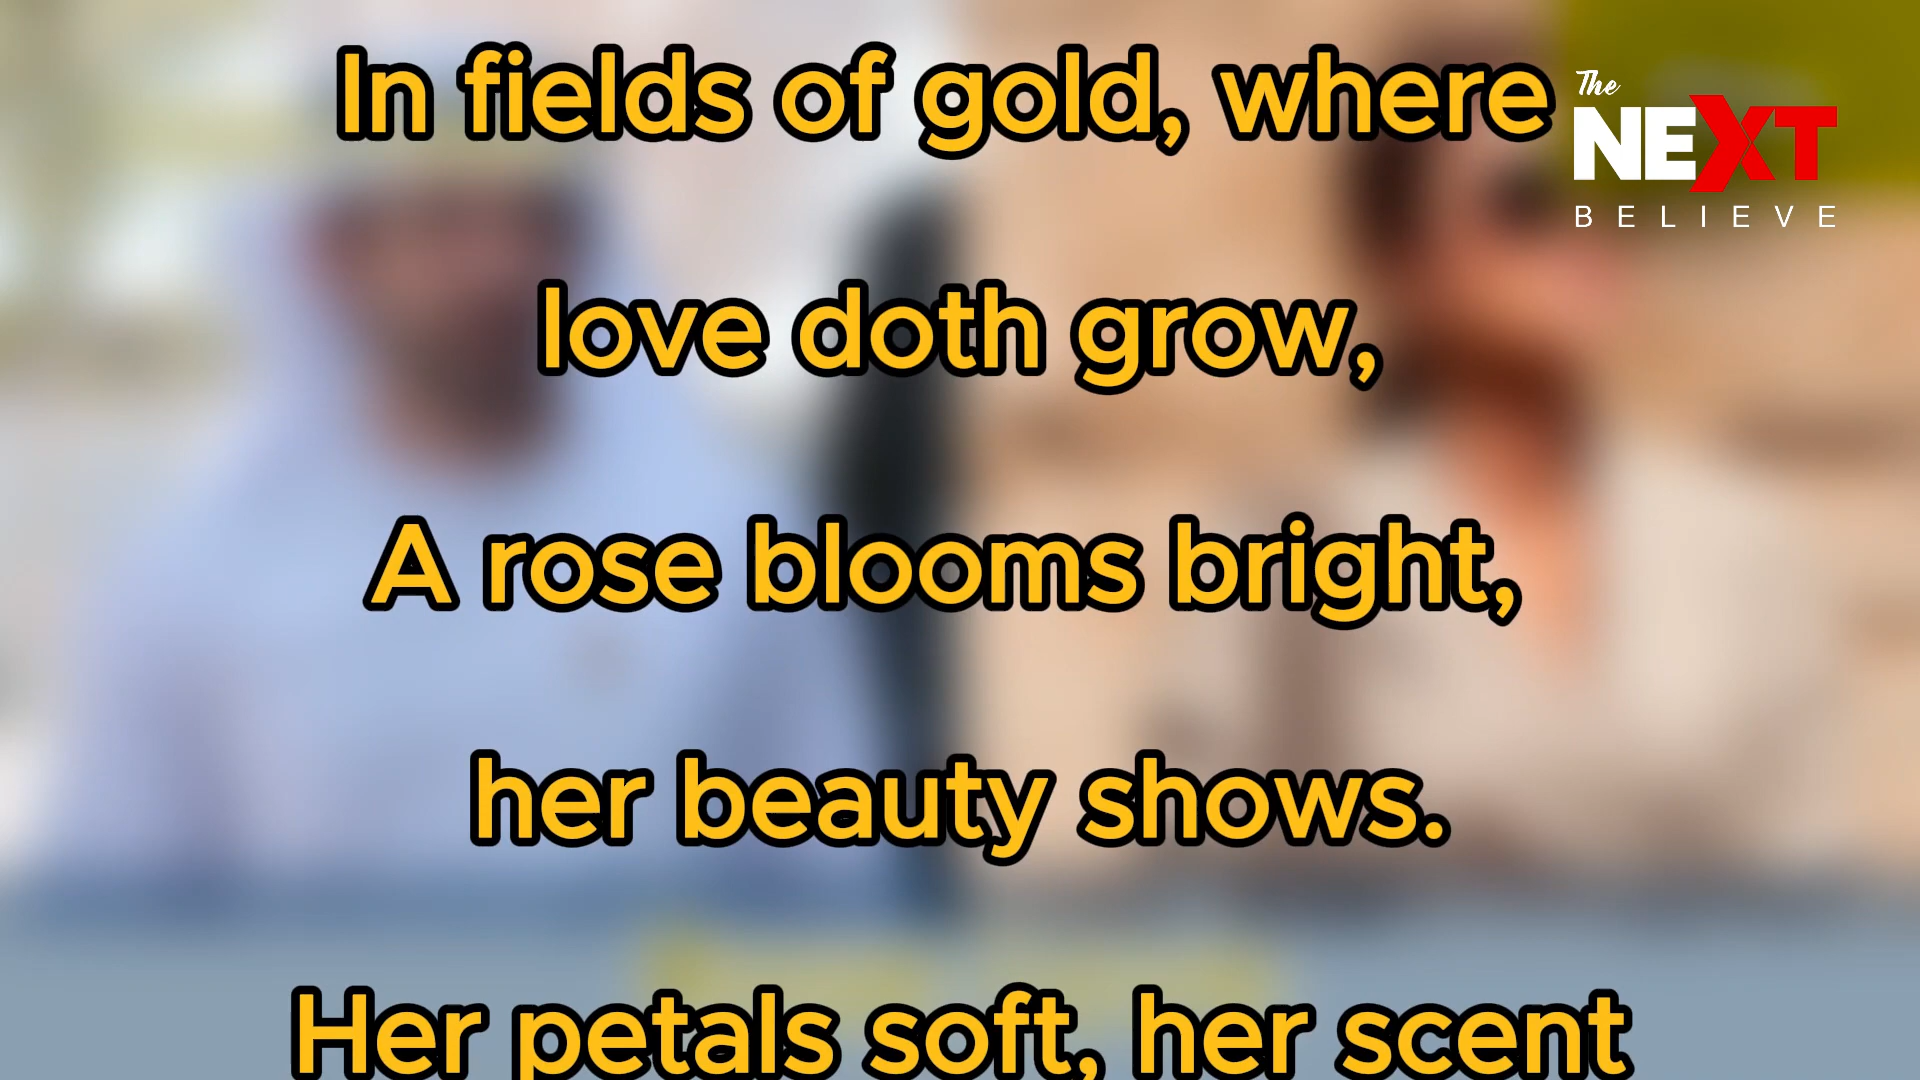 In fields of gold, where
The
NEXT
BELIEVE
love doth grow,
A rose blooms bright,
her beauty shows.
Her petals soft, her scent